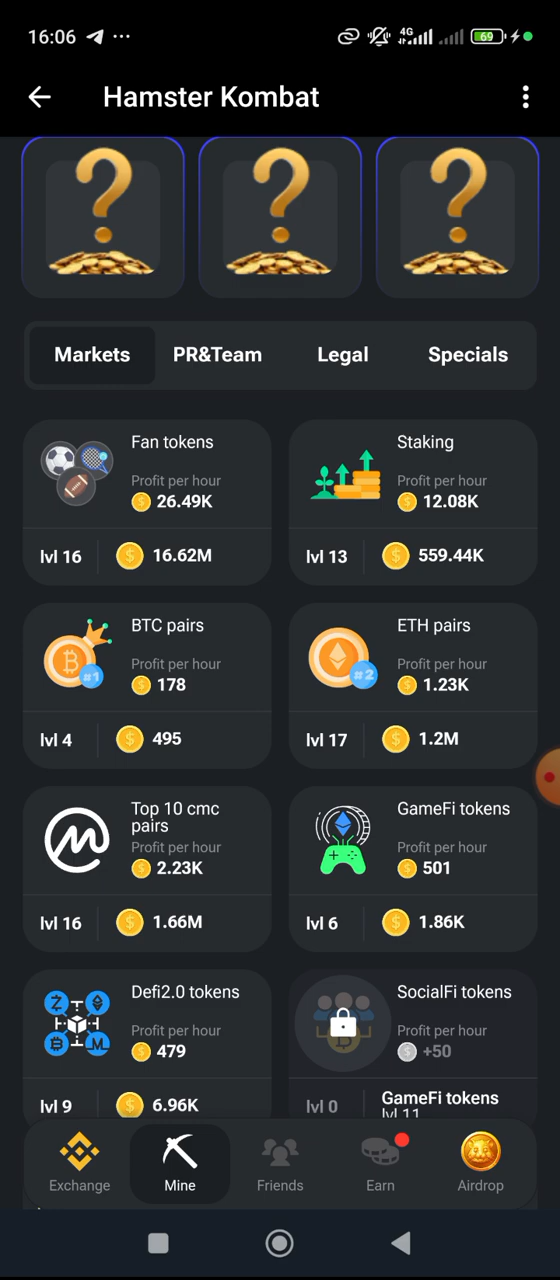 16:06
4G
69
Hamster Kombat
Markets
PR&Team
Legal
Specials
Fan tokens
Profit per hour
26.49K
lvl 16
16.62M
Staking
Profit per hour
12.08K
lvl 13
559.44K
BTC pairs
Profit per hour
#1
178
lvl 4
495
ETH pairs
Profit per hour
#2
1.23K
lvl 17
1.2M
Top 10 cmc
pairs
Profit per hour
2.23K
lvl 16
1.66M
GameFi tokens
Profit per hour
501
lvl 6
1.86K
Defi2.0 tokens
Profit per hour
479
lvl 9
6.96K
SocialFi tokens
Profit per hour
+50
lvl 0
GameFi tokens
lvl 11
Exchange
Mine
Friends
Earn
Airdrop